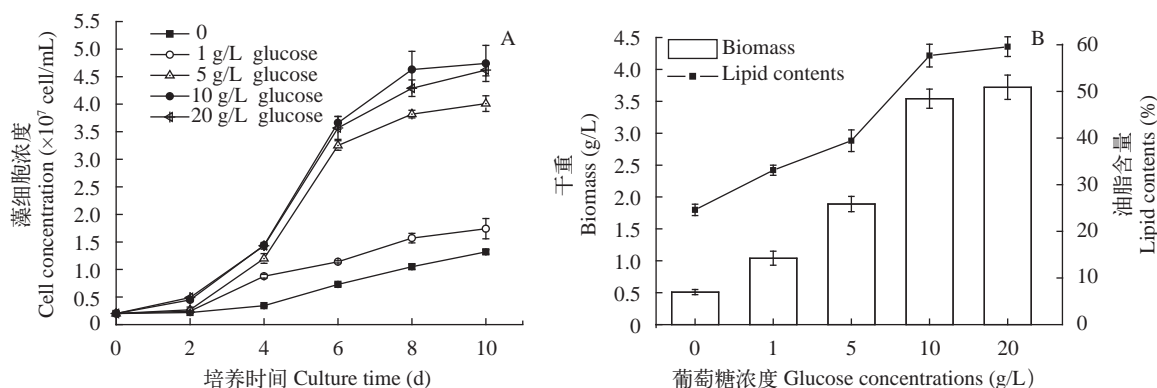 A
0
1 g/L glucose
5 g/L glucose
10 g/L glucose
20 g/L glucose
藻细胞浓度
Cell concentration (×10⁷ cell/mL)
5.5
5.0
4.5
4.0
3.5
3.0
2.5
2.0
1.5
1.0
0.5
0
0 2 4 6 8 10
培养时间 Culture time (d)
B
Biomass
Lipid contents
干重
Biomass (g/L)
4.5
4.0
3.5
3.0
2.5
2.0
1.5
1.0
0.5
0
60
50
40
30
20
10
0
油脂含量
Lipid contents (%)
0 1 5 10 20
葡萄糖浓度 Glucose concentrations (g/L)